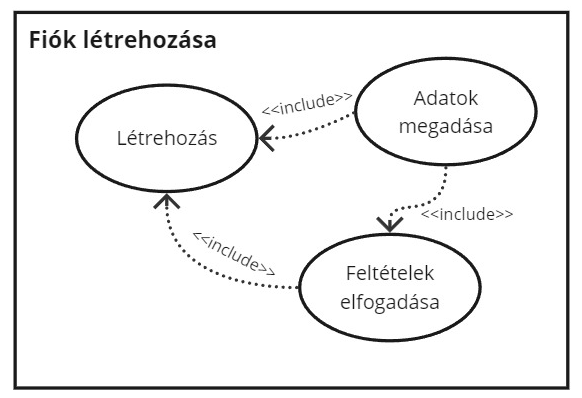 Fiók létrehozása
<<include>>
Adatok
megadása
Létrehozás
<<include>>
<<include>>
Feltételek
elfogadása